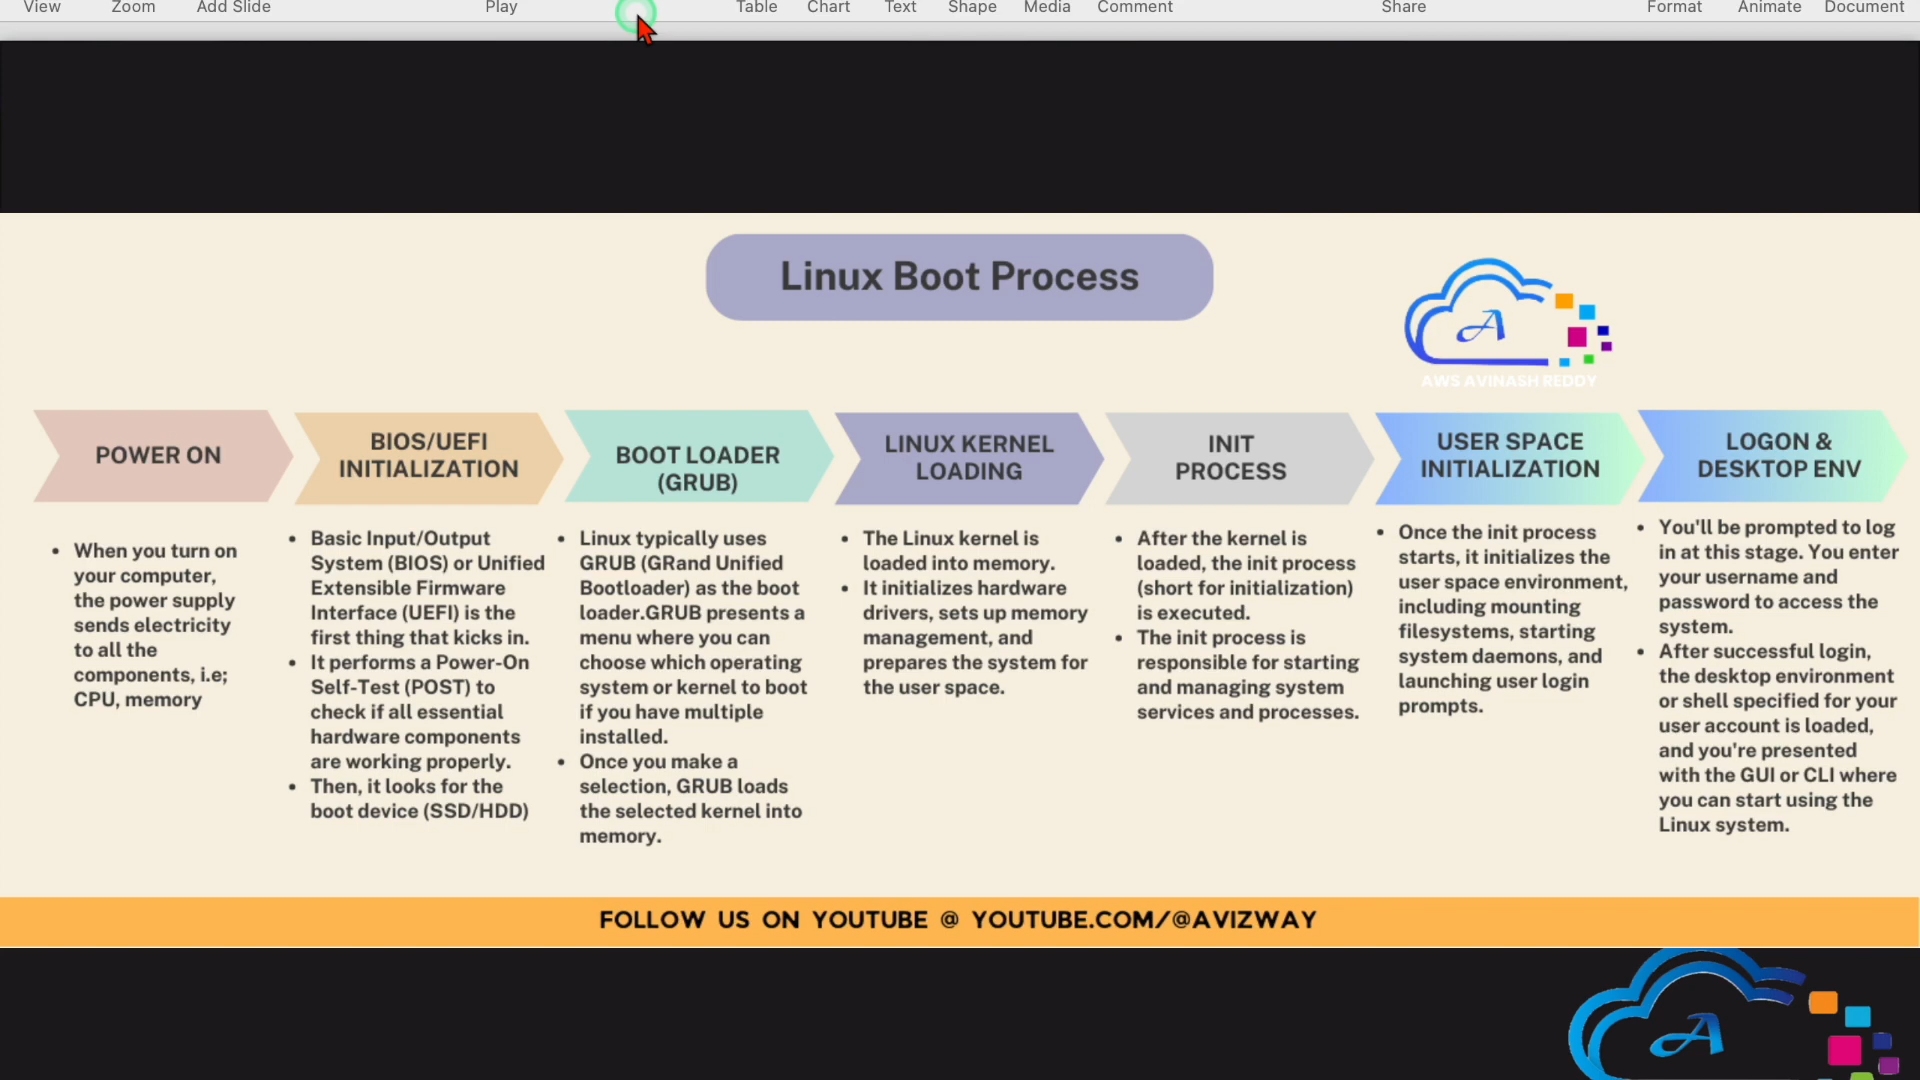 View Zoom Add Slide Play Table Chart Text Shape Media Comment Share Format Animate Document
Linux Boot Process
A
AWS AVINASH REDDY
POWER ON
When you turn on
your computer,
the power supply
sends electricity
to all the
components, i.e;
CPU, memory
BIOS/UEFI
INITIALIZATION
Basic Input/Output
System (BIOS) or Unified
Extensible Firmware
Interface (UEFI) is the
first thing that kicks in.
It performs a Power-On
Self-Test (POST) to
check if all essential
hardware components
are working properly.
Then, it looks for the
boot device (SSD/HDD)
BOOT LOADER
(GRUB)
Linux typically uses
GRUB (GRand Unified
Bootloader) as the boot
loader.GRUB presents a
menu where you can
choose which operating
system or kernel to boot
if you have multiple
installed.
Once you make a
selection, GRUB loads
the selected kernel into
memory.
LINUX KERNEL
LOADING
The Linux kernel is
loaded into memory.
It initializes hardware
drivers, sets up memory
management, and
prepares the system for
the user space.
INIT
PROCESS
After the kernel is
loaded, the init process
(short for initialization)
is executed.
The init process is
responsible for starting
and managing system
services and processes.
USER SPACE
INITIALIZATION
Once the init process
starts, it initializes the
user space environment,
including mounting
filesystems, starting
system daemons, and
launching user login
prompts.
LOGON &
DESKTOP ENV
You'll be prompted to log
in at this stage. You enter
your username and
password to access the
system.
After successful login,
the desktop environment
or shell specified for your
user account is loaded,
and you're presented
with the GUI or CLI where
you can start using the
Linux system.
FOLLOW US ON YOUTUBE @ YOUTUBE.COM/@AVIZWAY
A